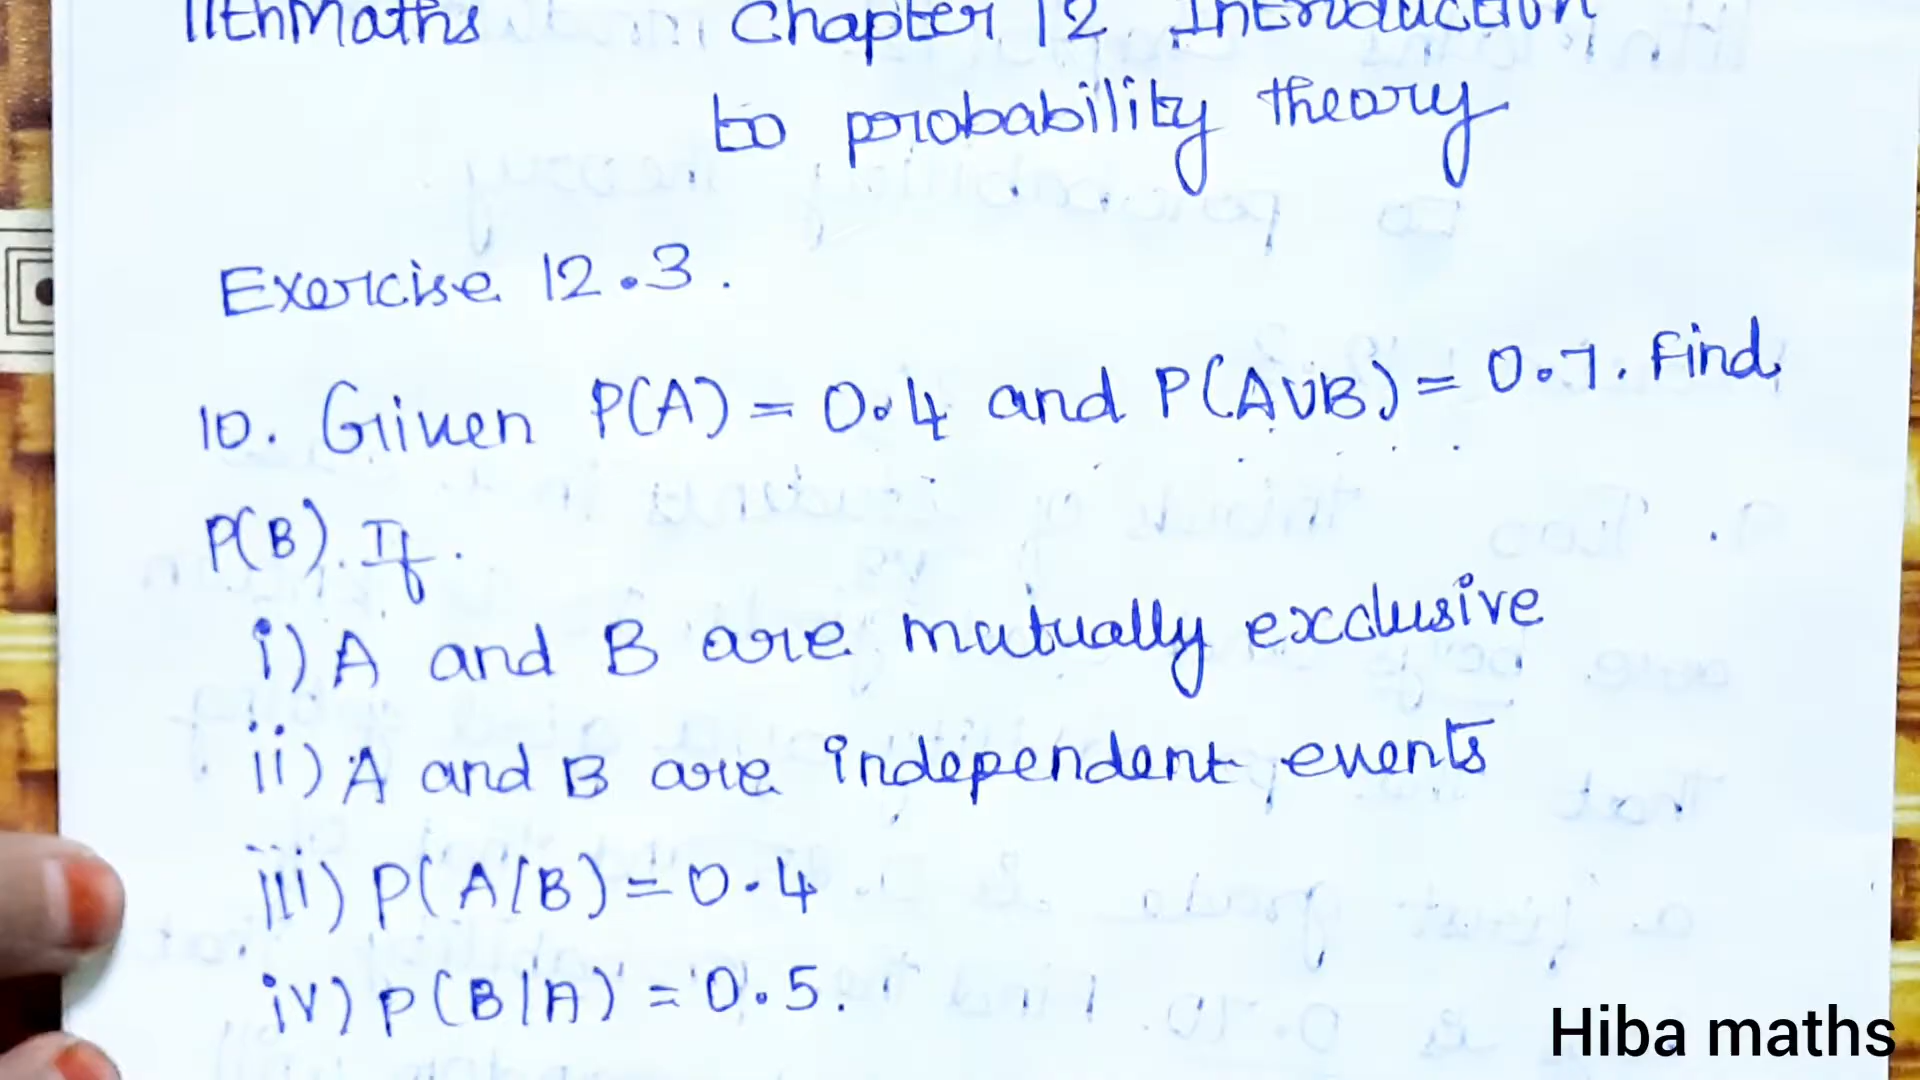 11thMaths Chapter 12 Introduction
to probability theory
Exercise 12.3.
10. Given P(A) = 0.4 and P(A∪B) = 0.7. Find
P(B). If.
i) A and B are mutually exclusive
ii) A and B are independent events
iii) P(A/B) = 0.4
iv) P(B/A) = 0.5.
Hiba maths